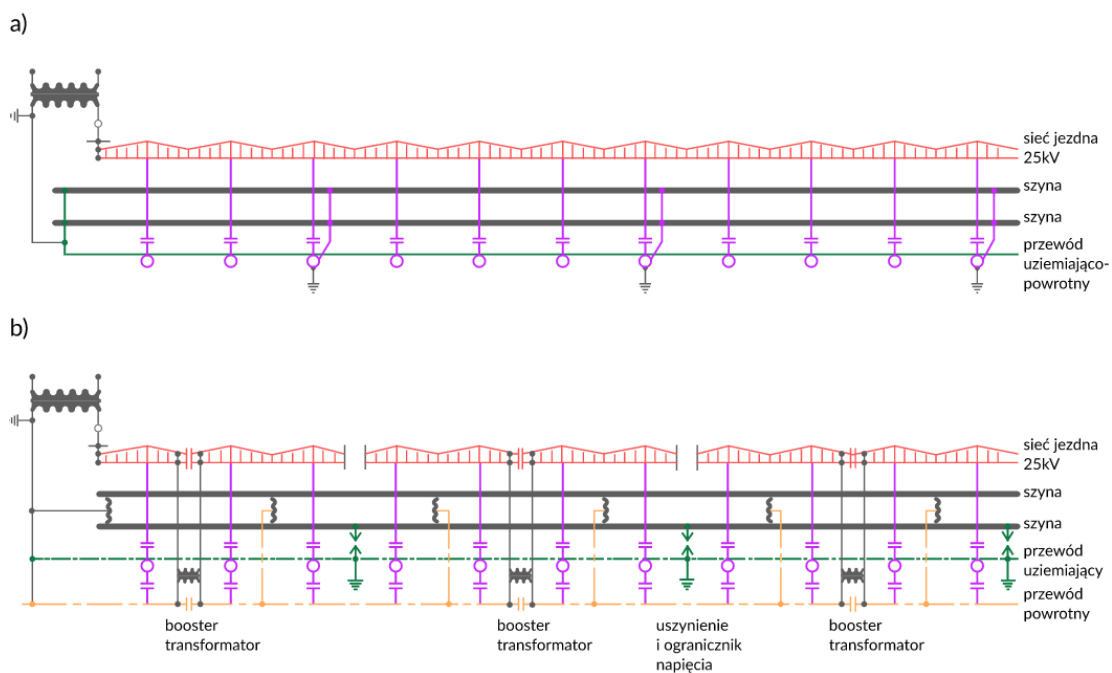 a)
sieć jezdna
25kV
szyna
szyna
przewód
uziemiająco-
powrotny
b)
sieć jezdna
25kV
szyna
szyna
przewód
uziemiający
przewód
powrotny
booster
transformator
booster
transformator
uszynienie
i ogranicznik
napięcia
booster
transformator